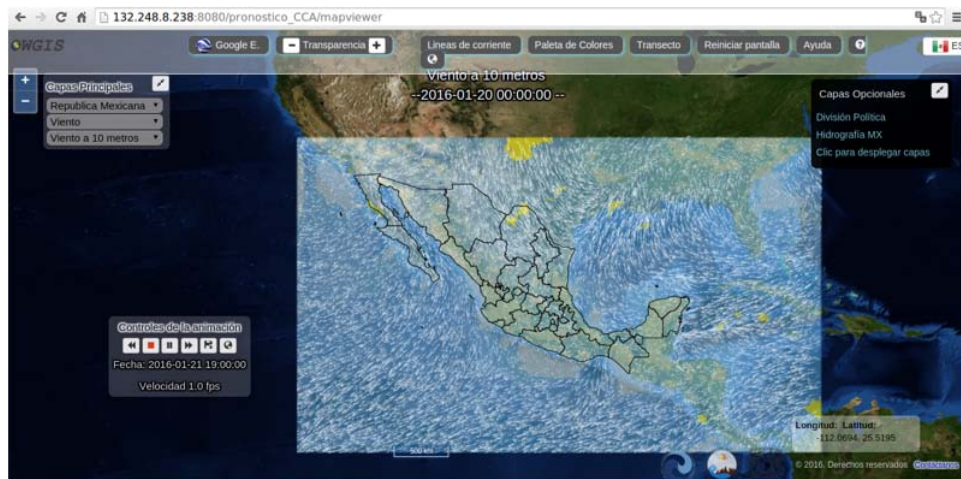 132.248.8.238:8080/pronostico_CCA/mapviewer
OWGIS
Google E.
Transparencia
Lineas de corriente
Paleta de Colores
Transecto
Reiniciar pantalla
Ayuda
?
ES
Viento a 10 metros
--2016-01-20 00:00:00 --
+
−
Capas Principales
Republica Mexicana
Viento
Viento a 10 metros
Capas Opcionales
División Política
Hidrografía MX
Clic para desplegar capas
Controles de la animación
Fecha: 2016-01-21 19:00:00
Velocidad 1.0 fps
500 km
Longitud: Latitud:
-112.0694, 25.5195
© 2016. Derechos reservados Contáctanos